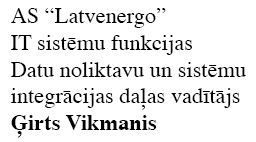 AS “Latvenergo”
IT sistēmu funkcijas
Datu noliktavu un sistēmu
integrācijas daļas vadītājs
Ģirts Vikmanis